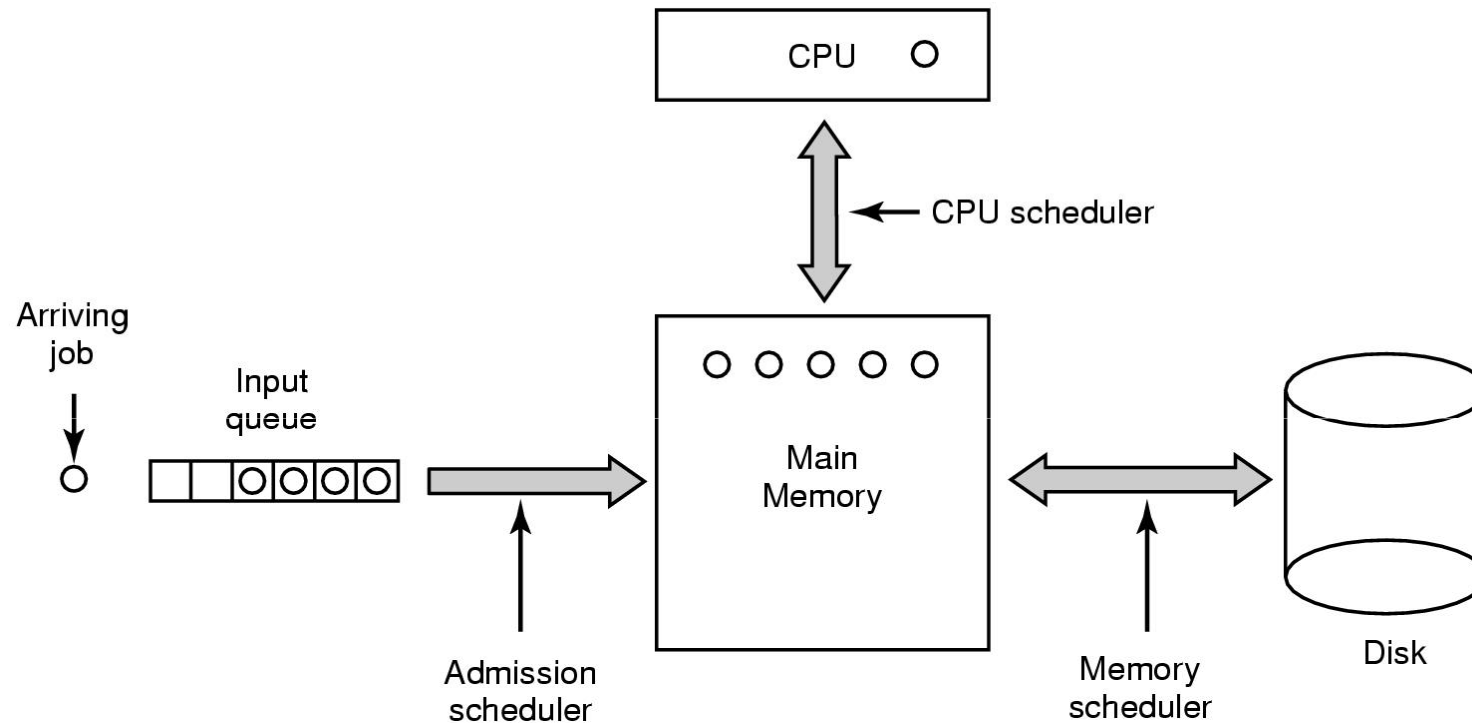 CPU
CPU scheduler
Arriving
job
Input
queue
Main
Memory
Admission
scheduler
Memory
scheduler
Disk